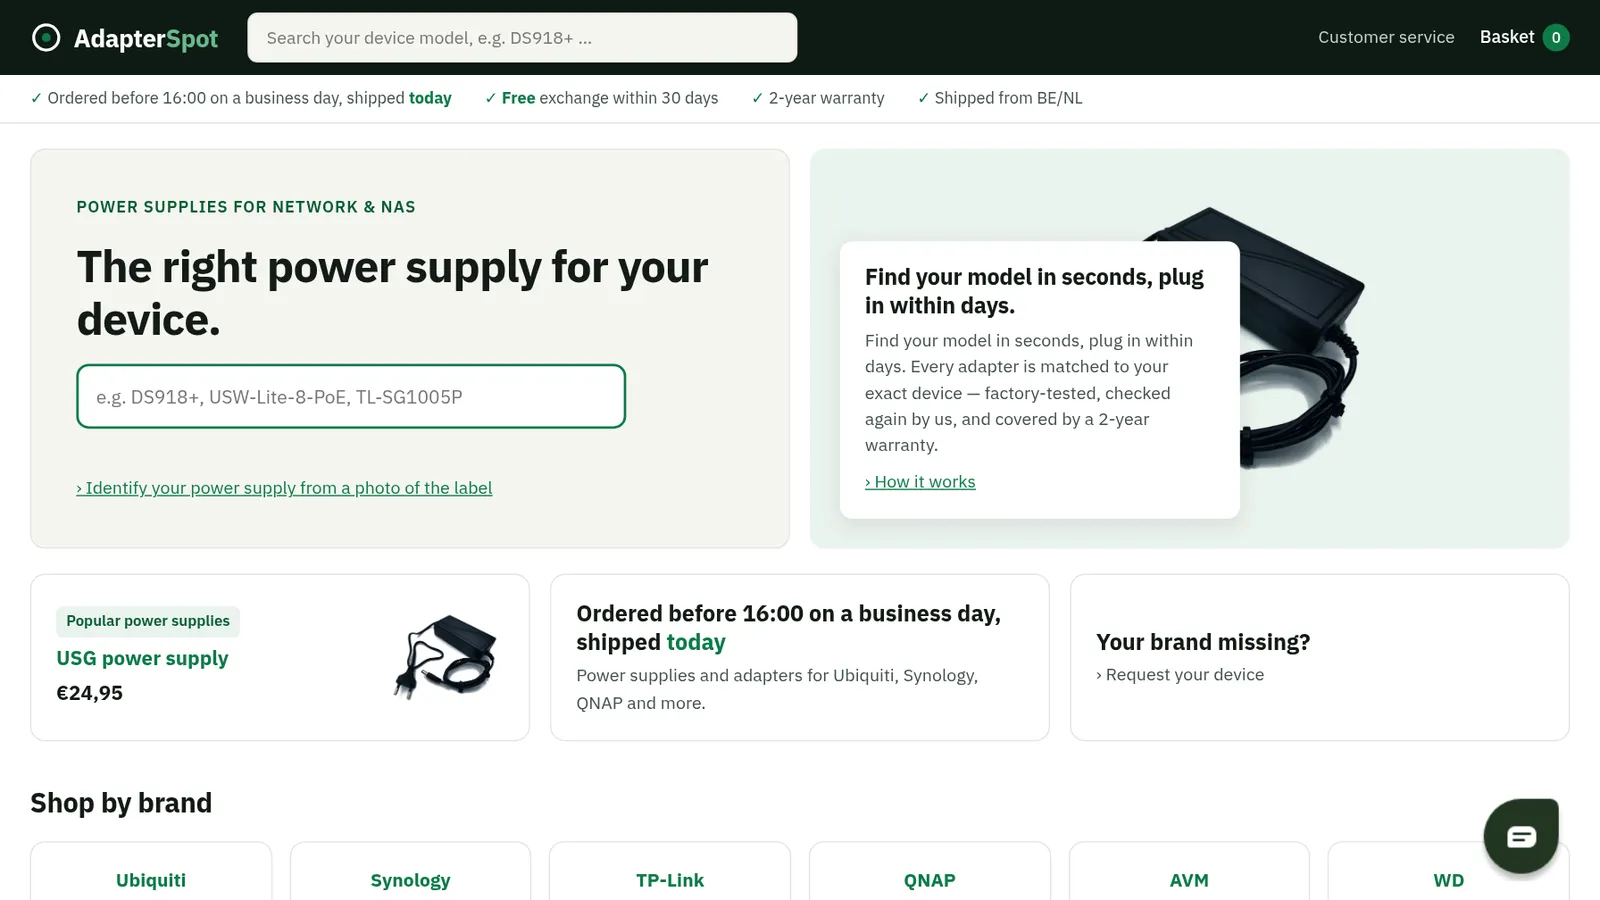 AdapterSpot
Search your device model, e.g. DS918+ ...
Customer service
Basket 0
✓ Ordered before 16:00 on a business day, shipped today
✓ Free exchange within 30 days
✓ 2-year warranty
✓ Shipped from BE/NL
POWER SUPPLIES FOR NETWORK & NAS
The right power supply for your
device.
e.g. DS918+, USW-Lite-8-PoE, TL-SG1005P
› Identify your power supply from a photo of the label
Find your model in seconds, plug
in within days.
Find your model in seconds, plug in within
days. Every adapter is matched to your
exact device — factory-tested, checked
again by us, and covered by a 2-year
warranty.
› How it works
Popular power supplies
USG power supply
€24,95
Ordered before 16:00 on a business day,
shipped today
Power supplies and adapters for Ubiquiti, Synology,
QNAP and more.
Your brand missing?
› Request your device
Shop by brand
Ubiquiti
Synology
TP-Link
QNAP
AVM
WD